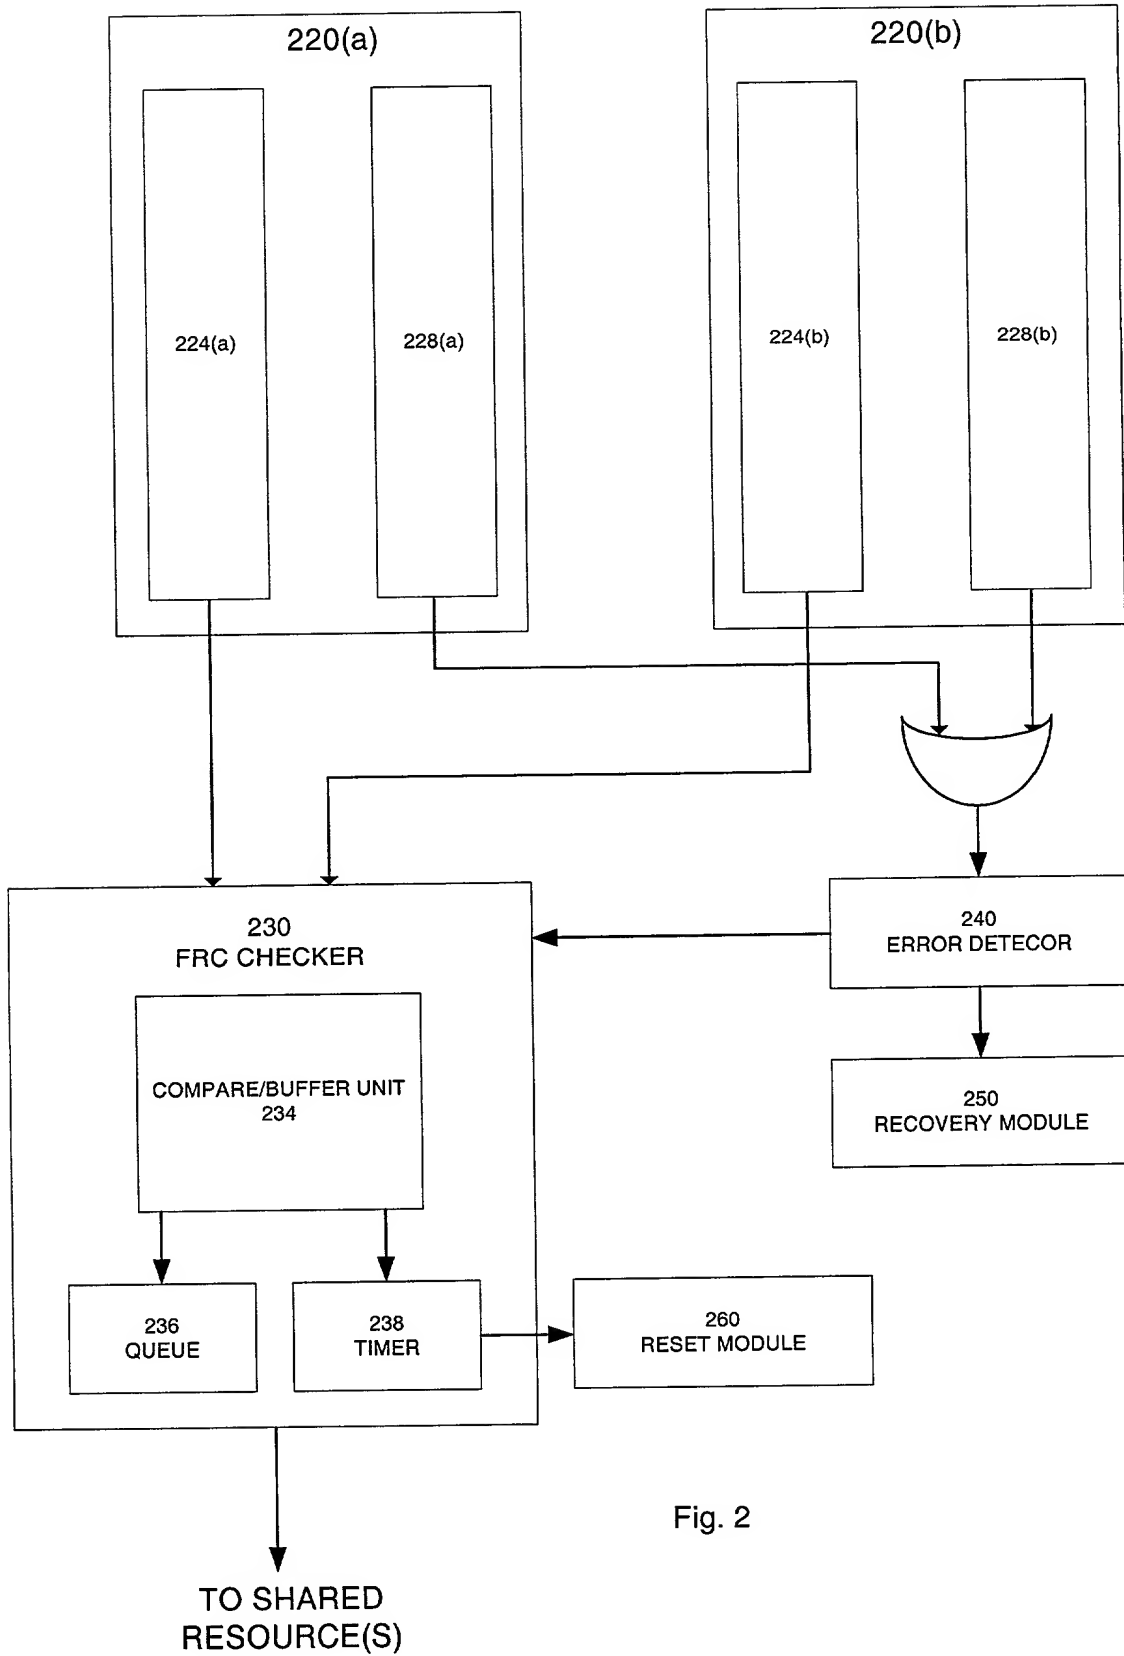 220(a)
220(b)
224(a)
228(a)
224(b)
228(b)
230
FRC CHECKER
240
ERROR DETECOR
COMPARE/BUFFER UNIT
234
250
RECOVERY MODULE
236
QUEUE
238
TIMER
260
RESET MODULE
Fig. 2
TO SHARED
RESOURCE(S)